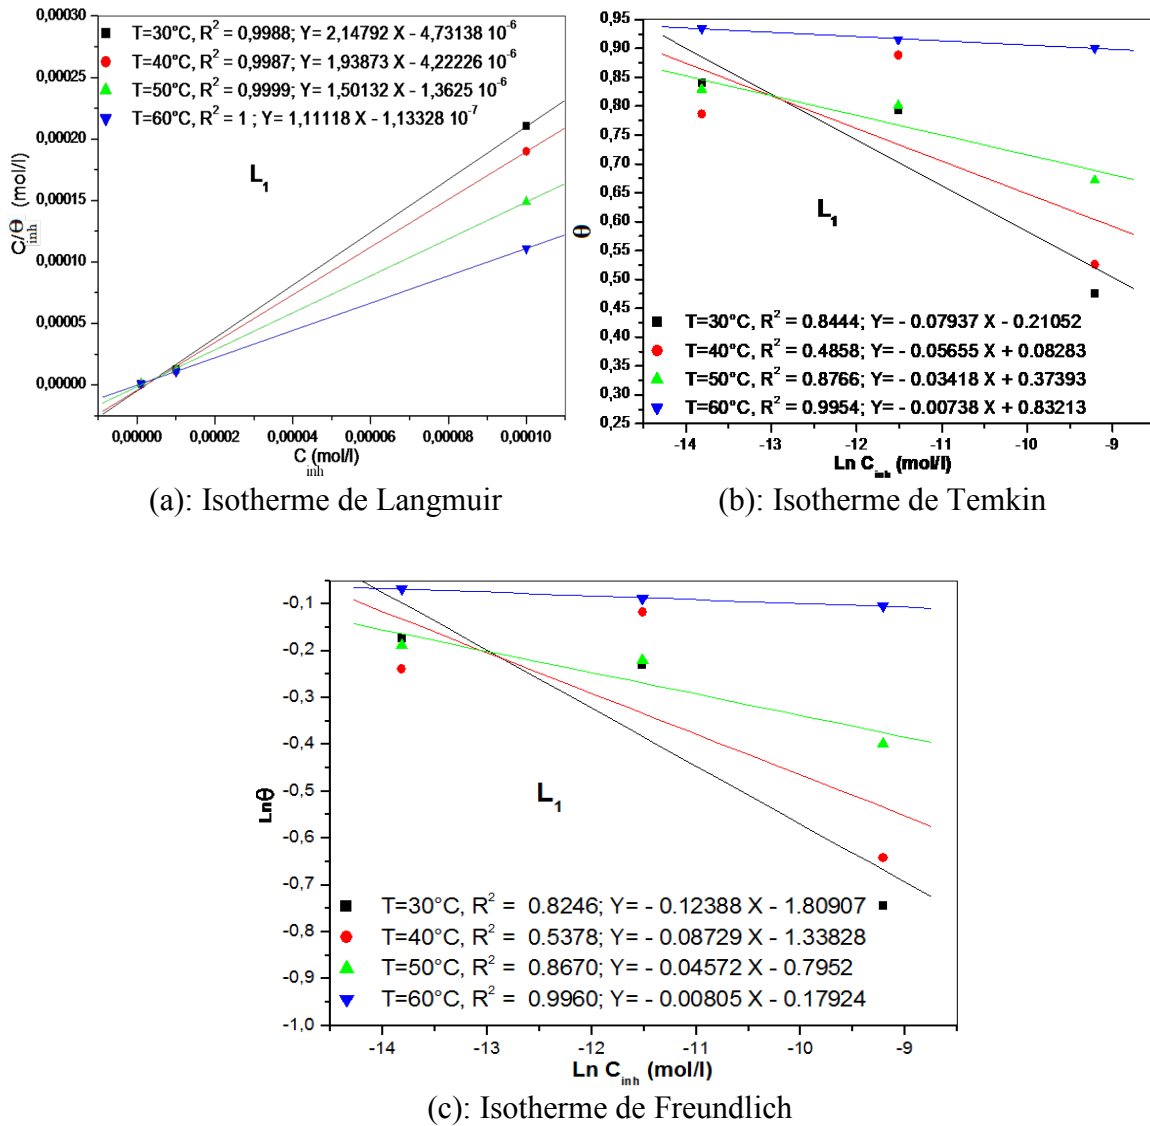 0,00030
0,00025
0,00020
0,00015
0,00010
0,00005
0,00000
C_inh/Θ (mol/l)
T=30°C, R² = 0,9988; Y= 2,14792 X - 4,73138 10⁻⁶
T=40°C, R² = 0,9987; Y= 1,93873 X - 4,22226 10⁻⁶
T=50°C, R² = 0,9999; Y= 1,50132 X - 1,3625 10⁻⁶
T=60°C, R² = 1 ; Y= 1,11118 X - 1,13328 10⁻⁷
L₁
0,00000 0,00002 0,00004 0,00006 0,00008 0,00010
C_inh (mol/l)
(a): Isotherme de Langmuir
0,95
0,90
0,85
0,80
0,75
0,70
0,65
0,60
0,55
0,50
0,45
0,40
0,35
0,30
0,25
θ
L₁
T=30°C, R² = 0.8444; Y= - 0.07937 X - 0.21052
T=40°C, R² = 0.4858; Y= - 0.05655 X + 0.08283
T=50°C, R² = 0.8766; Y= - 0.03418 X + 0.37393
T=60°C, R² = 0.9954; Y= - 0.00738 X + 0.83213
-14 -13 -12 -11 -10 -9
Ln C_inh (mol/l)
(b): Isotherme de Temkin
-0,1
-0,2
-0,3
-0,4
-0,5
-0,6
-0,7
-0,8
-0,9
-1,0
Lnθ
L₁
T=30°C, R² = 0.8246; Y= - 0.12388 X - 1.80907
T=40°C, R² = 0.5378; Y= - 0.08729 X - 1.33828
T=50°C, R² = 0.8670; Y= - 0.04572 X - 0.7952
T=60°C, R² = 0.9960; Y= - 0.00805 X - 0.17924
-14 -13 -12 -11 -10 -9
Ln C_inh (mol/l)
(c): Isotherme de Freundlich